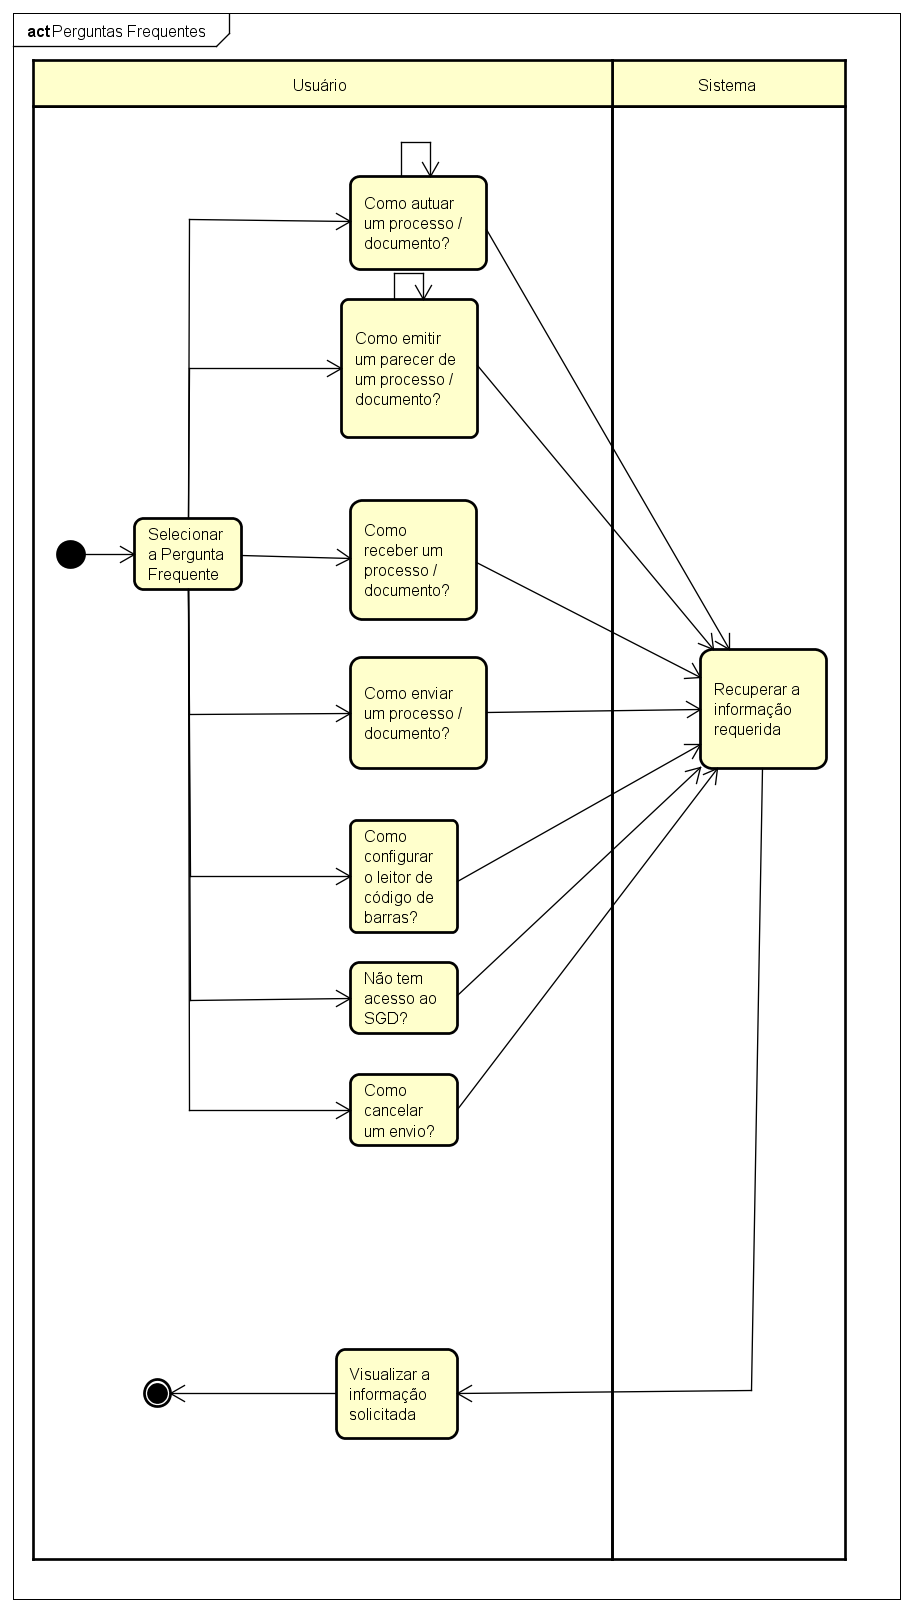 act Perguntas Frequentes
Usuário
Sistema
Como autuar
um processo /
documento?
Como emitir
um parecer de
um processo /
documento?
Selecionar
a Pergunta
Frequente
Como
receber um
processo /
documento?
Como enviar
um processo /
documento?
Recuperar a
informação
requerida
Como
configurar
o leitor de
código de
barras?
Não tem
acesso ao
SGD?
Como
cancelar
um envio?
Visualizar a
informação
solicitada